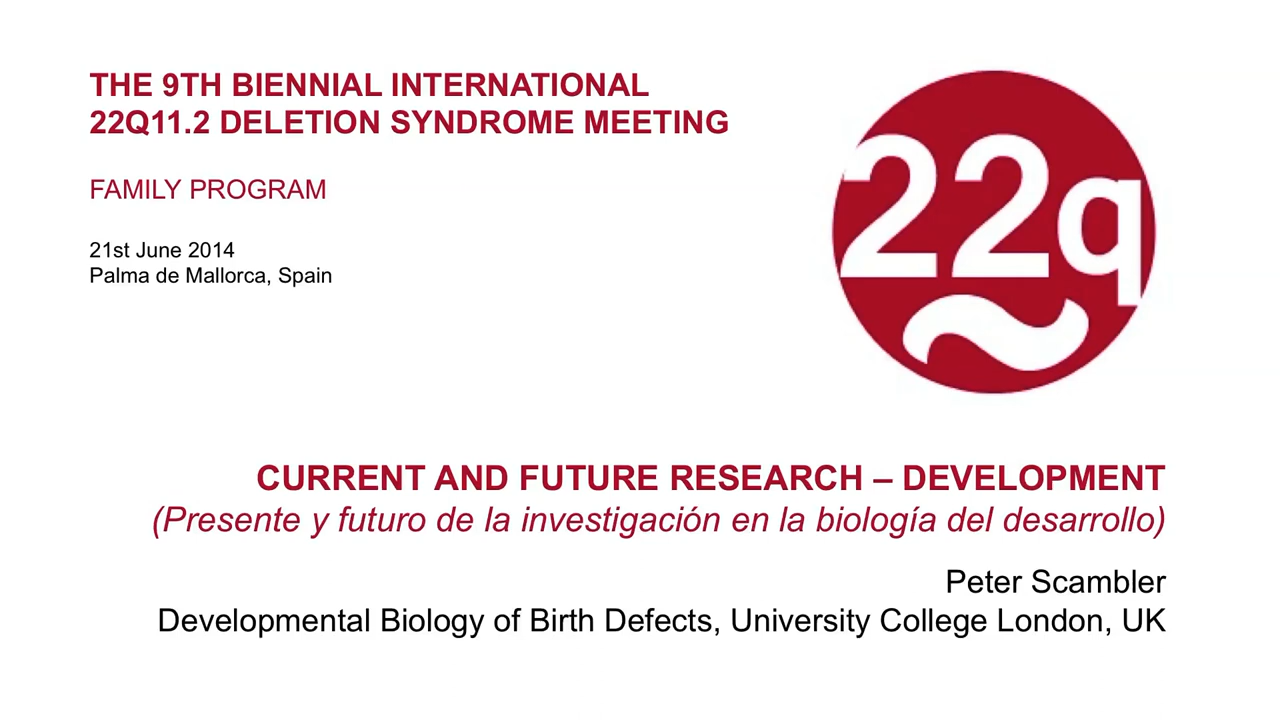 THE 9TH BIENNIAL INTERNATIONAL
22Q11.2 DELETION SYNDROME MEETING
FAMILY PROGRAM
21st June 2014
Palma de Mallorca, Spain
22q
CURRENT AND FUTURE RESEARCH – DEVELOPMENT
(Presente y futuro de la investigación en la biología del desarrollo)
Peter Scambler
Developmental Biology of Birth Defects, University College London, UK